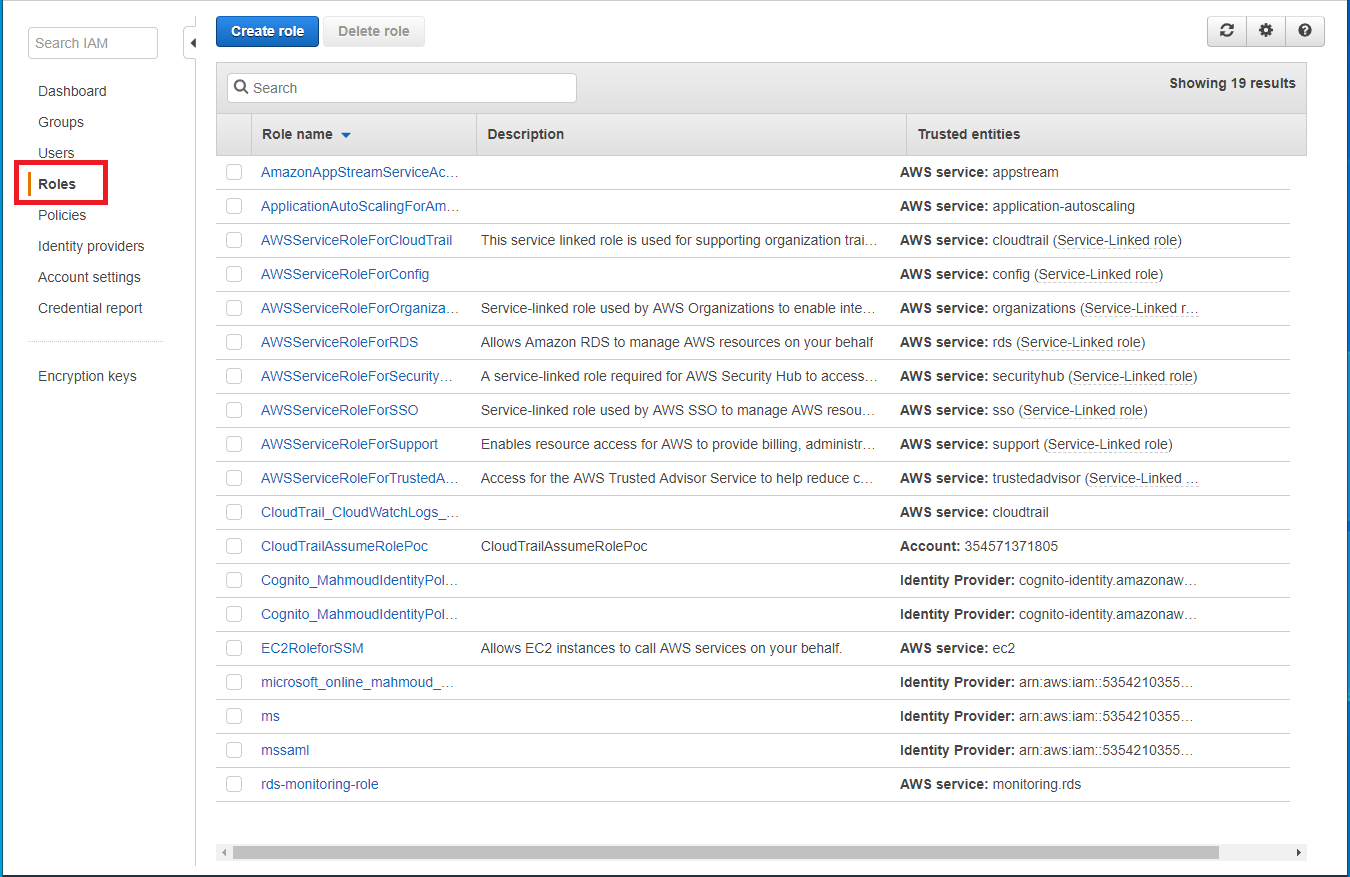 Search IAM
Dashboard
Groups
Users
Roles
Policies
Identity providers
Account settings
Credential report
Encryption keys
Create role Delete role
Search Showing 19 results
Role name Description Trusted entities
AmazonAppStreamServiceAc… AWS service: appstream
ApplicationAutoScalingForAm… AWS service: application-autoscaling
AWSServiceRoleForCloudTrail This service linked role is used for supporting organization trai… AWS service: cloudtrail (Service-Linked role)
AWSServiceRoleForConfig AWS service: config (Service-Linked role)
AWSServiceRoleForOrganiza… Service-linked role used by AWS Organizations to enable inte… AWS service: organizations (Service-Linked r…
AWSServiceRoleForRDS Allows Amazon RDS to manage AWS resources on your behalf AWS service: rds (Service-Linked role)
AWSServiceRoleForSecurity… A service-linked role required for AWS Security Hub to access… AWS service: securityhub (Service-Linked role)
AWSServiceRoleForSSO Service-linked role used by AWS SSO to manage AWS resou… AWS service: sso (Service-Linked role)
AWSServiceRoleForSupport Enables resource access for AWS to provide billing, administr… AWS service: support (Service-Linked role)
AWSServiceRoleForTrustedA… Access for the AWS Trusted Advisor Service to help reduce c… AWS service: trustedadvisor (Service-Linked …
CloudTrail_CloudWatchLogs_… AWS service: cloudtrail
CloudTrailAssumeRolePoc CloudTrailAssumeRolePoc Account: 354571371805
Cognito_MahmoudIdentityPol… Identity Provider: cognito-identity.amazonaw…
Cognito_MahmoudIdentityPol… Identity Provider: cognito-identity.amazonaw…
EC2RoleforSSM Allows EC2 instances to call AWS services on your behalf. AWS service: ec2
microsoft_online_mahmoud_… Identity Provider: arn:aws:iam::5354210355…
ms Identity Provider: arn:aws:iam::5354210355…
mssaml Identity Provider: arn:aws:iam::5354210355…
rds-monitoring-role AWS service: monitoring.rds